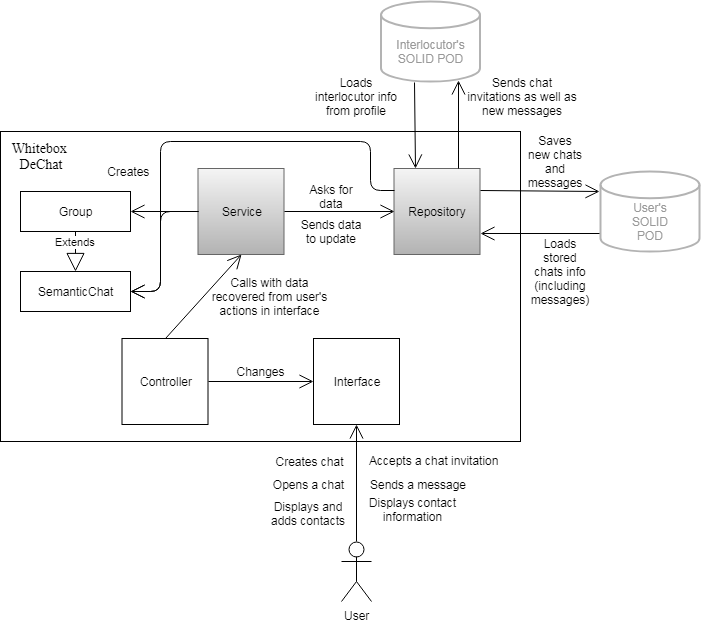 Interlocutor's
SOLID POD
Loads
interlocutor info
from profile
Sends chat
invitations as well as
new messages
Whitebox
DeChat
Creates
Saves
new chats
and
messages
Group
Service
Asks for
data
Sends data
to update
Repository
User's
SOLID
POD
Extends
Loads
stored
chats info
(including
messages)
SemanticChat
Calls with data
recovered from user's
actions in interface
Controller
Changes
Interface
Creates chat
Accepts a chat invitation
Opens a chat
Sends a message
Displays and
adds contacts
Displays contact
information
User